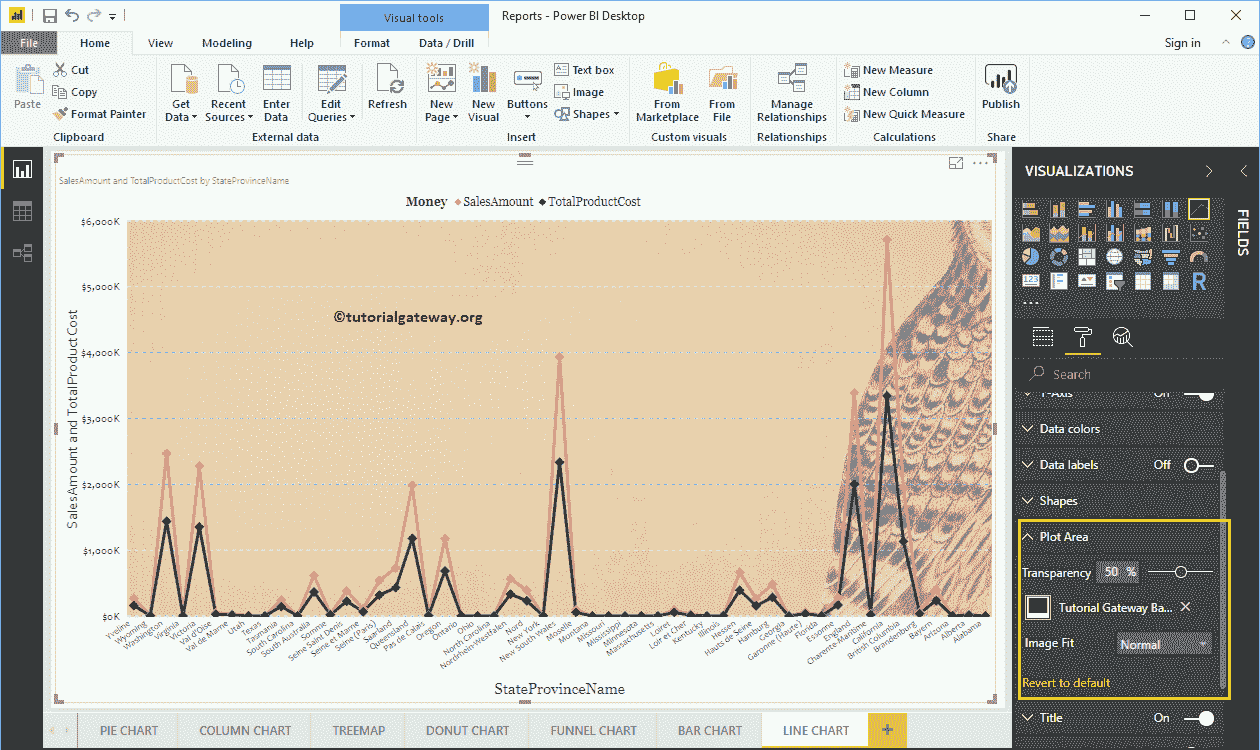 Visual tools
Reports - Power BI Desktop
File Home View Modeling Help Format Data / Drill Sign in
Paste
Cut
Copy
Format Painter
Clipboard
Get Data
Recent Sources
Enter Data
Edit Queries
External data
Refresh
New Page
New Visual
Buttons
Text box
Image
Shapes
Insert
From Marketplace
From File
Custom visuals
Manage Relationships
Relationships
New Measure
New Column
New Quick Measure
Calculations
Publish
Share
SalesAmount and TotalProductCost by StateProvinceName
Money SalesAmount TotalProductCost
SalesAmount and TotalProduct Cost
$6,000K
$5,000K
$4,000K
$3,000K
$2,000K
$1,000K
$0K
©tutorialgateway.org
Yveline
Wyoming
Washington
Virginia
Victoria
Val d'Oise
Val de Marne
Utah
Texas
Tasmania
South Carolina
South Australia
Somme
Seine Saint Denis
Seine et Marne
Seine (Paris)
Saarland
Queensland
Pas de Calais
Oregon
Ontario
Ohio
North Carolina
Nordrhein-Westfalen
Nord
New York
New South Wales
Moselle
Montana
Missouri
Mississippi
Minnesota
Massachusetts
Loiret
Loir et Cher
Kentucky
Illinois
Hessen
Hauts de Seine
Hamburg
Georgia
Garonne (Haute)
Florida
Essonne
England
Charente-Maritime
California
British Columbia
Brandenburg
Bayern
Arizona
Alberta
Alabama
StateProvinceName
PIE CHART COLUMN CHART TREEMAP DONUT CHART FUNNEL CHART BAR CHART LINE CHART +
VISUALIZATIONS
FIELDS
123
R
Search
Y-Axis On
Data colors
Data labels Off
Shapes
Plot Area
Transparency 50 %
Tutorial Gateway Ba...
Image Fit Normal
Revert to default
Title On